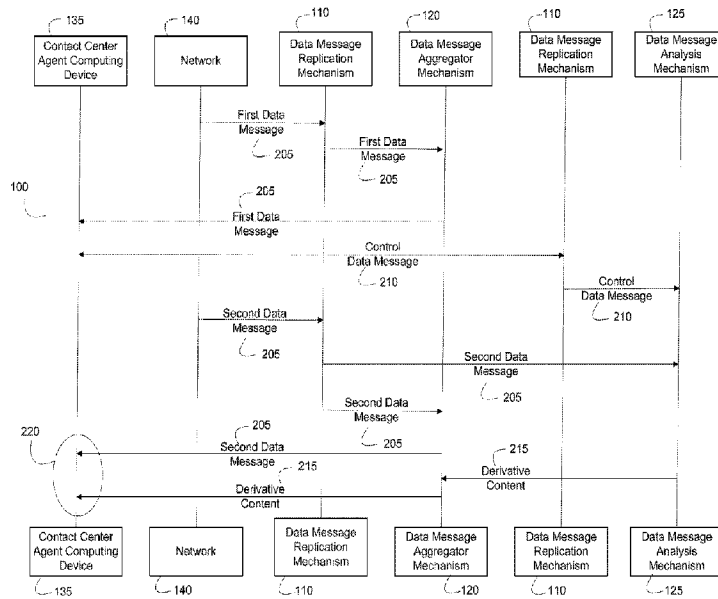 135
140
110
120
110
125
Contact Center
Agent Computing
Device
Network
Data Message
Replication
Mechanism
Data Message
Aggregator
Mechanism
Data Message
Replication
Mechanism
Data Message
Analysis
Mechanism
First Data
Message
205
First Data
Message
205
205
100
First Data
Message
Control
Data Message
210
Control
Data Message
210
Second Data
Message
205
Second Data
Message
205
Second Data
Message
205
220
205
Second Data
Message
215
Derivative
Content
215
Derivative
Content
Contact Center
Agent Computing
Device
Network
Data Message
Replication
Mechanism
Data Message
Aggregator
Mechanism
Data Message
Replication
Mechanism
Data Message
Analysis
Mechanism
135
140
110
120
110
125